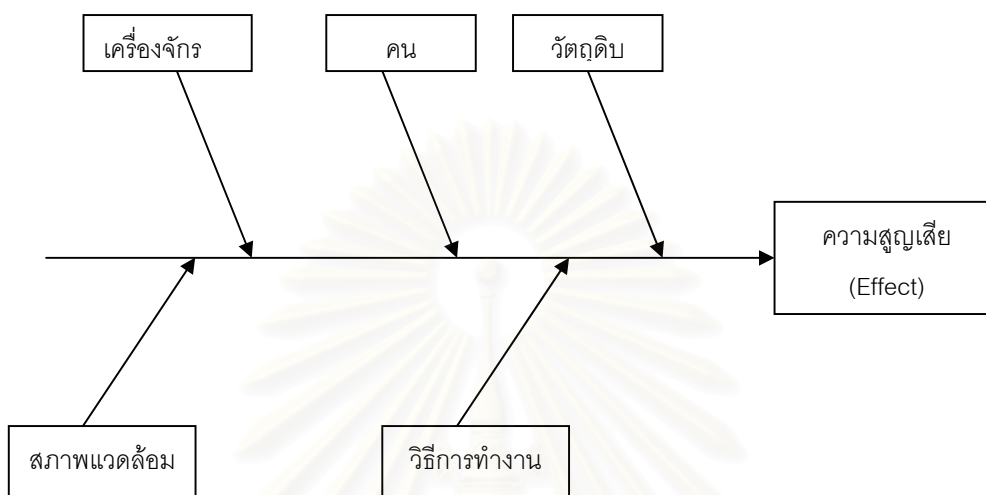 เครื่องจักร
คน
วัตถุดิบ
ความสูญเสีย
(Effect)
สภาพแวดล้อม
วิธีการทำงาน